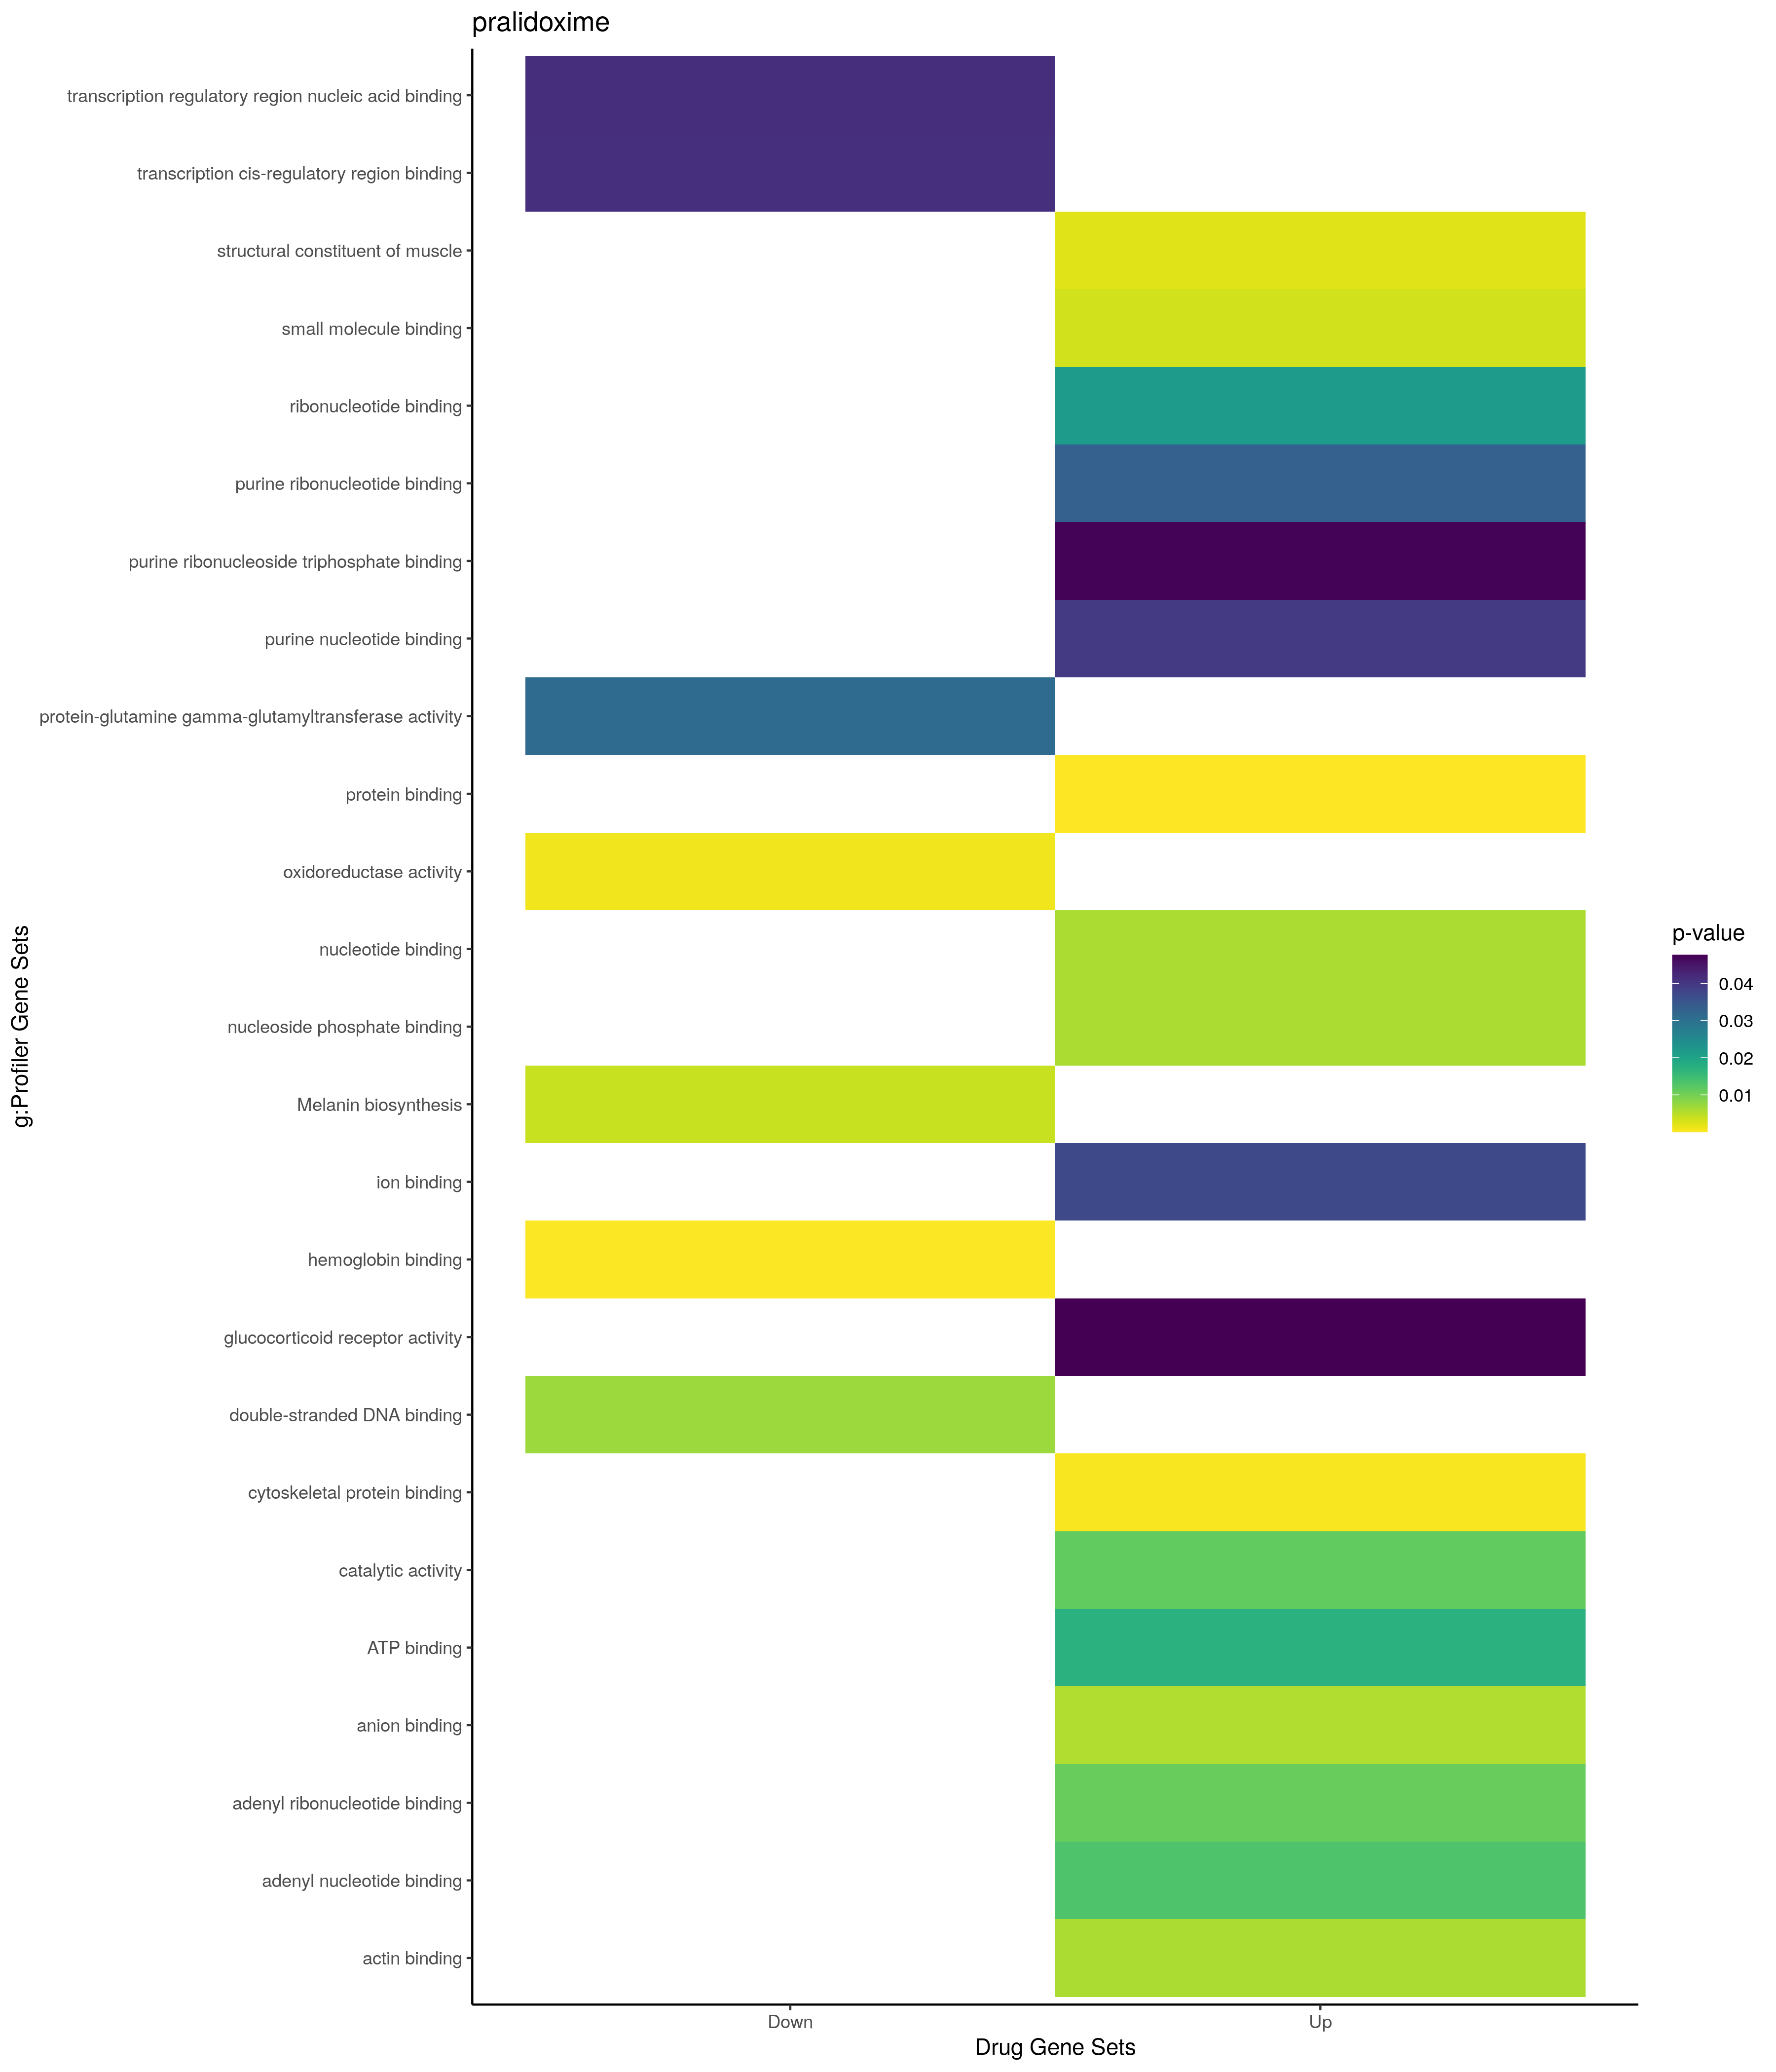 pralidoxime
transcription regulatory region nucleic acid binding
transcription cis-regulatory region binding
structural constituent of muscle
small molecule binding
ribonucleotide binding
purine ribonucleotide binding
purine ribonucleoside triphosphate binding
purine nucleotide binding
protein-glutamine gamma-glutamyltransferase activity
protein binding
oxidoreductase activity
nucleotide binding
nucleoside phosphate binding
Melanin biosynthesis
ion binding
hemoglobin binding
glucocorticoid receptor activity
double-stranded DNA binding
cytoskeletal protein binding
catalytic activity
ATP binding
anion binding
adenyl ribonucleotide binding
adenyl nucleotide binding
actin binding
g:Profiler Gene Sets
Down
Up
Drug Gene Sets
p-value
0.04
0.03
0.02
0.01